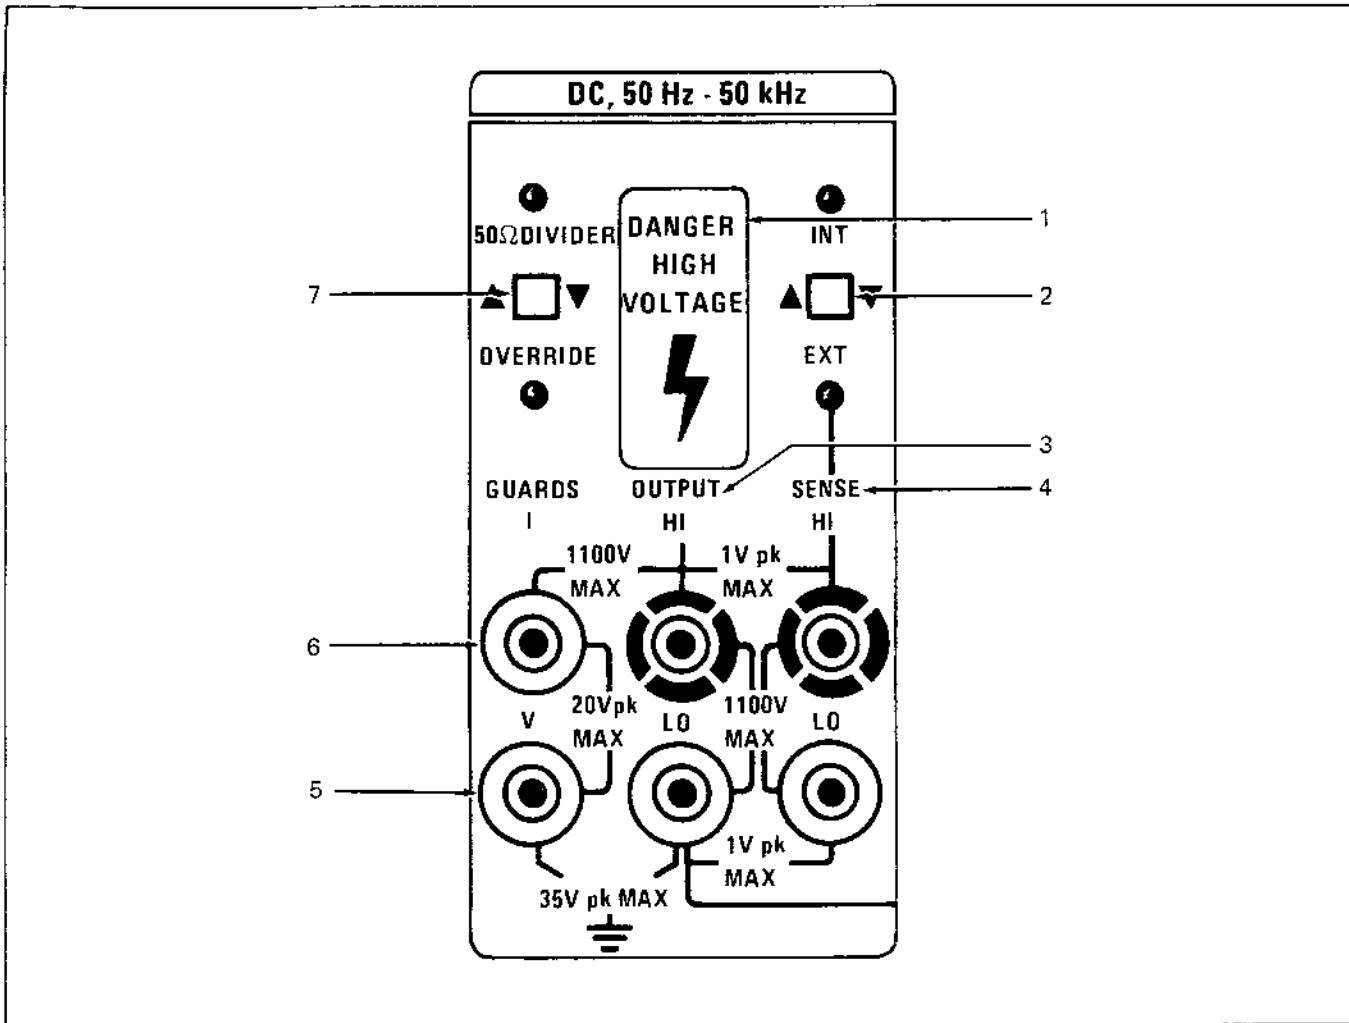 DC, 50 Hz - 50 kHz
50ΩDIVIDER
DANGER
HIGH
VOLTAGE
INT
1
7
2
OVERRIDE
EXT
3
GUARDS
OUTPUT
SENSE
4
I
HI
HI
1100V
MAX
1V pk
MAX
6
V
20Vpk
MAX
LO
1100V
MAX
LO
5
1V pk
MAX
35V pk MAX